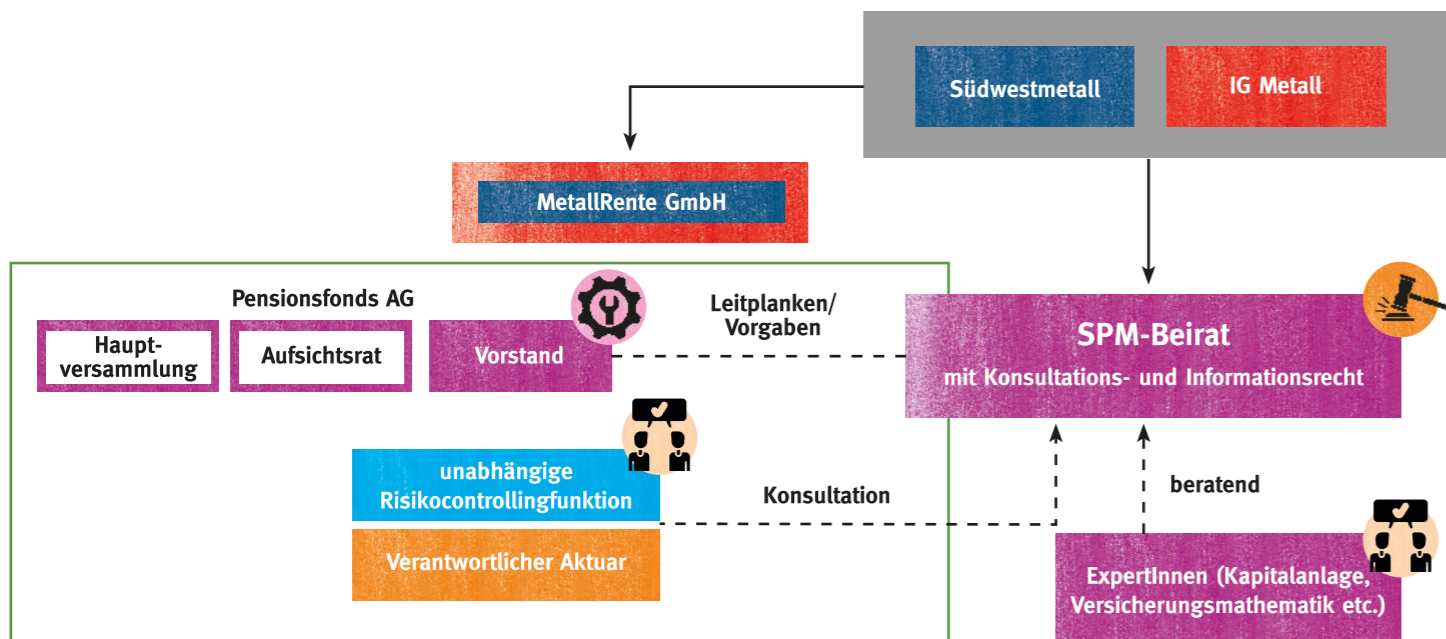 Südwestmetall
IG Metall
MetallRente GmbH
Pensionsfonds AG
Haupt-
versammlung
Aufsichtsrat
Vorstand
Leitplanken/
Vorgaben
SPM-Beirat
mit Konsultations- und Informationsrecht
unabhängige
Risikocontrollingfunktion
Verantwortlicher Aktuar
Konsultation
beratend
ExpertInnen (Kapitalanlage,
Versicherungsmathematik etc.)